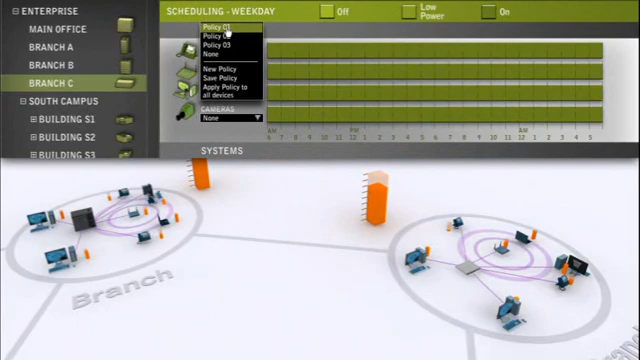 ENTERPRISE
MAIN OFFICE
BRANCH A
BRANCH B
BRANCH C
SOUTH CAMPUS
BUILDING S1
BUILDING S2
BUILDING S3
SCHEDULING - WEEKDAY
Off
Low
Power
On
Policy 01
Policy
Policy 03
None
New Policy
Save Policy
Apply Policy to
all devices
CAMERAS
None
6 7 8 9 10 11 12 1 2 3 4 5 6 7 8 9 10 11 12 1 2 3 4 5
AM PM AM
SYSTEMS
Branch